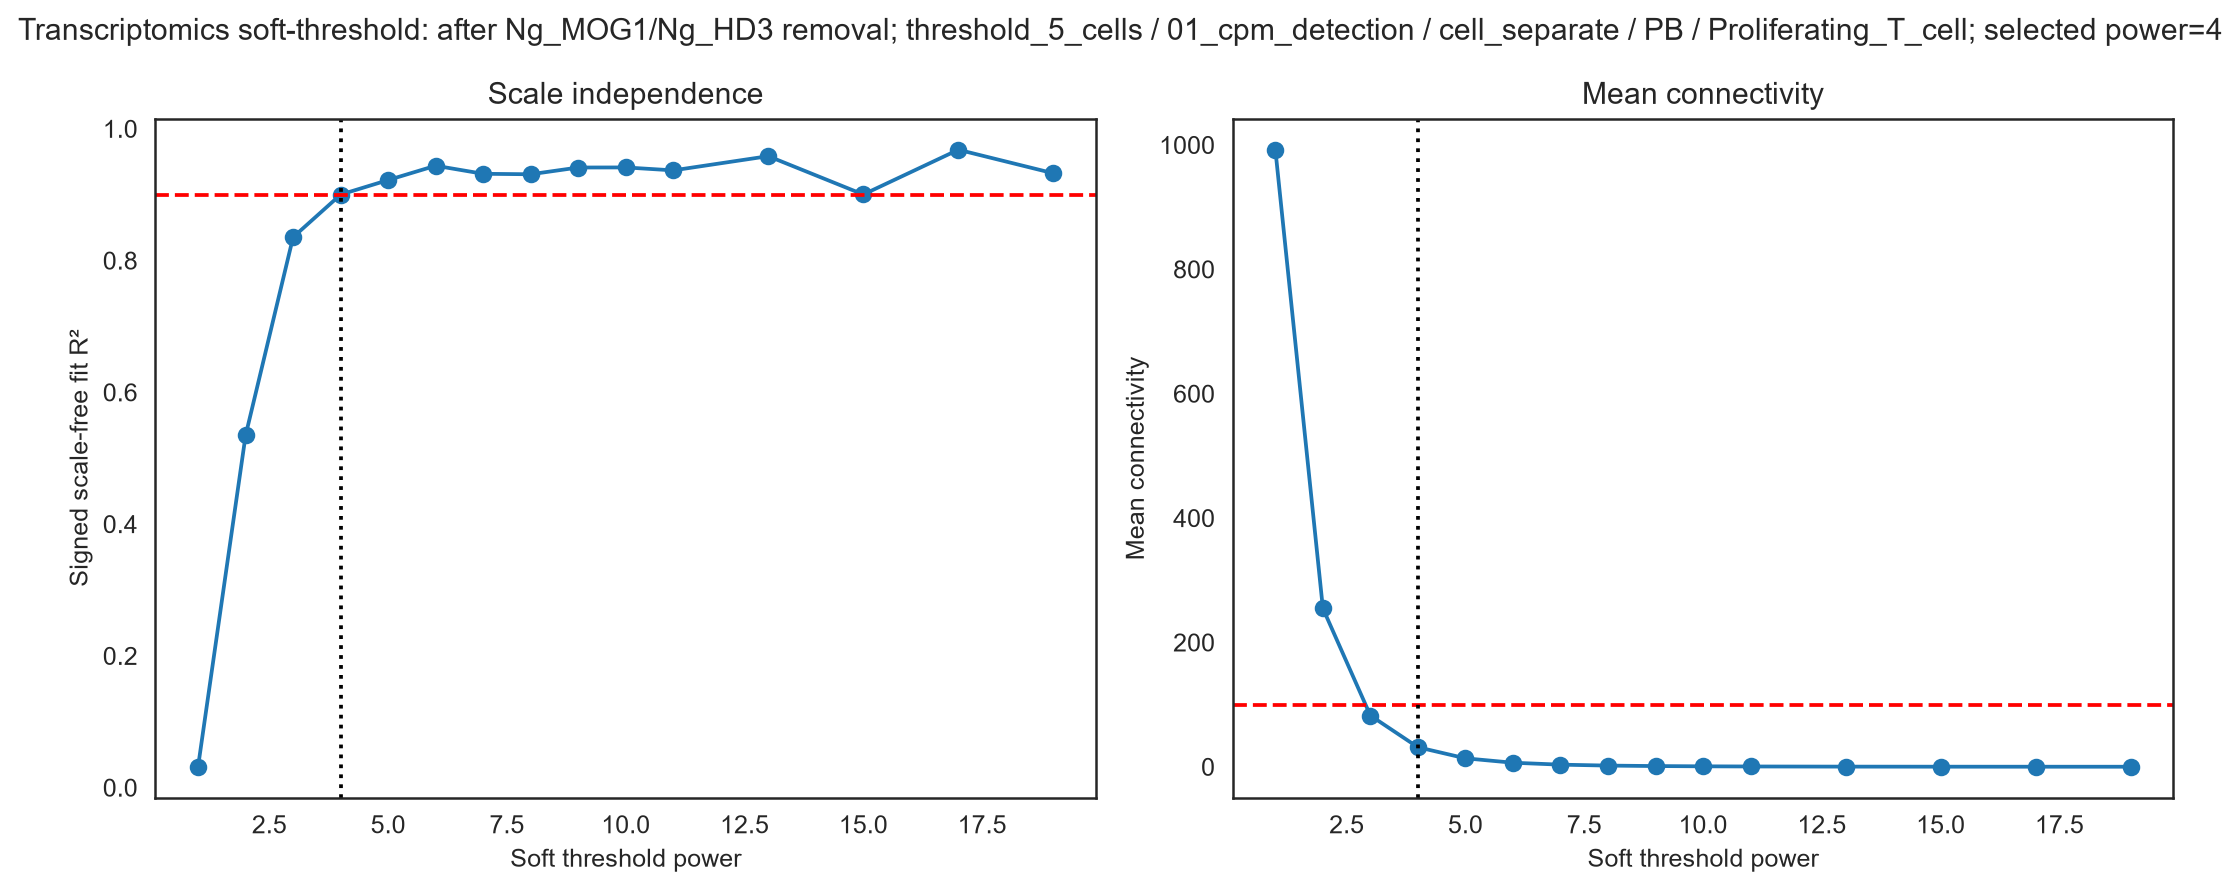 Transcriptomics soft-threshold: after Ng_MOG1/Ng_HD3 removal; threshold_5_cells / 01_cpm_detection / cell_separate / PB / Proliferating_T_cell; selected power=4
Scale independence
1.0
0.8
0.6
0.4
0.2
0.0
Signed scale-free fit R²
2.5 5.0 7.5 10.0 12.5 15.0 17.5
Soft threshold power
Mean connectivity
1000
800
600
400
200
0
Mean connectivity
2.5 5.0 7.5 10.0 12.5 15.0 17.5
Soft threshold power